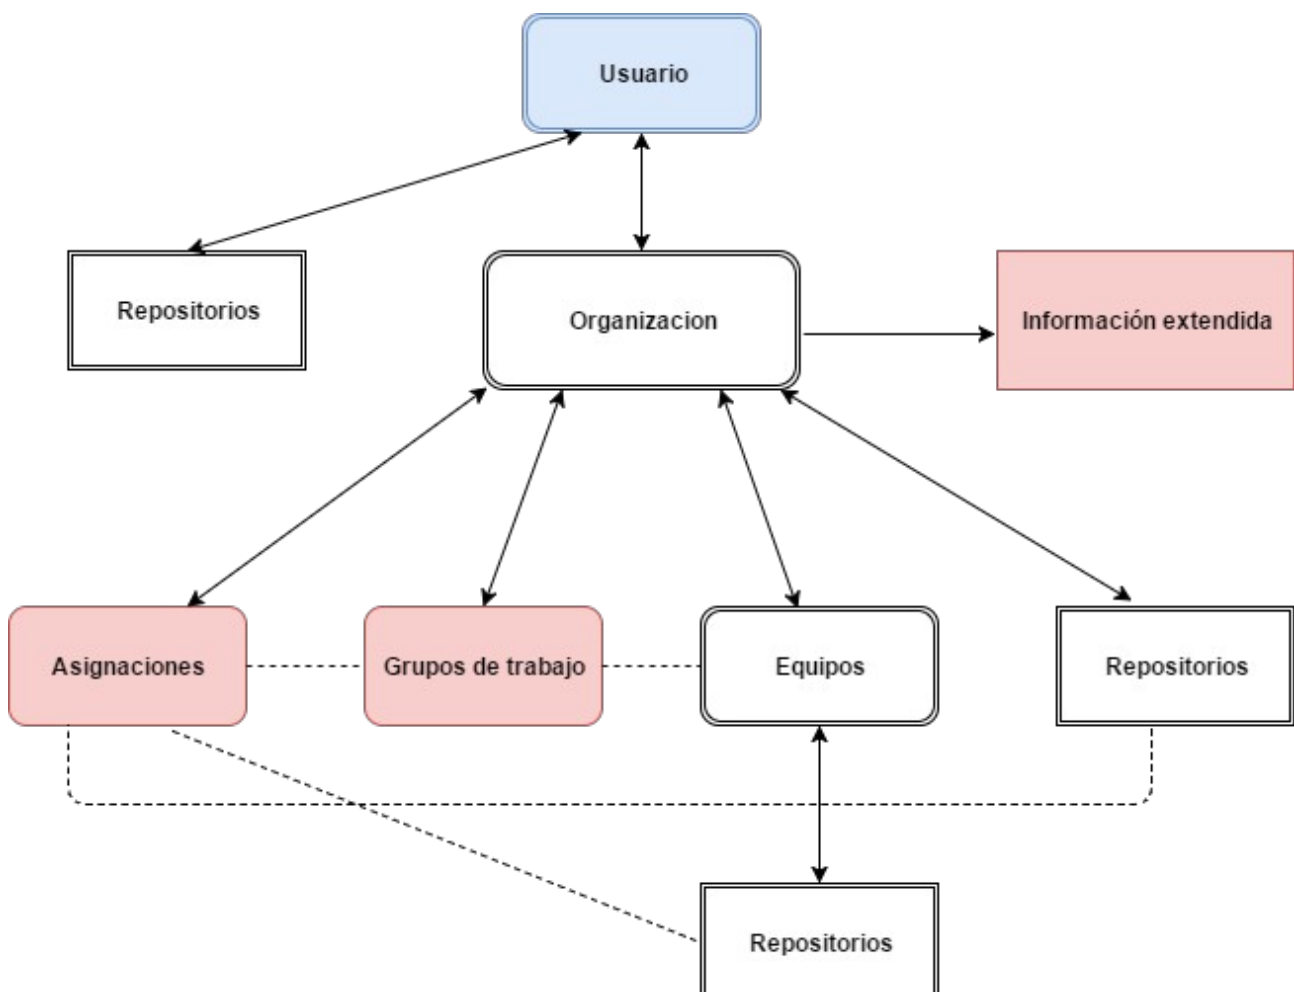 Usuario
Repositorios
Organizacion
Información extendida
Asignaciones
Grupos de trabajo
Equipos
Repositorios
Repositorios